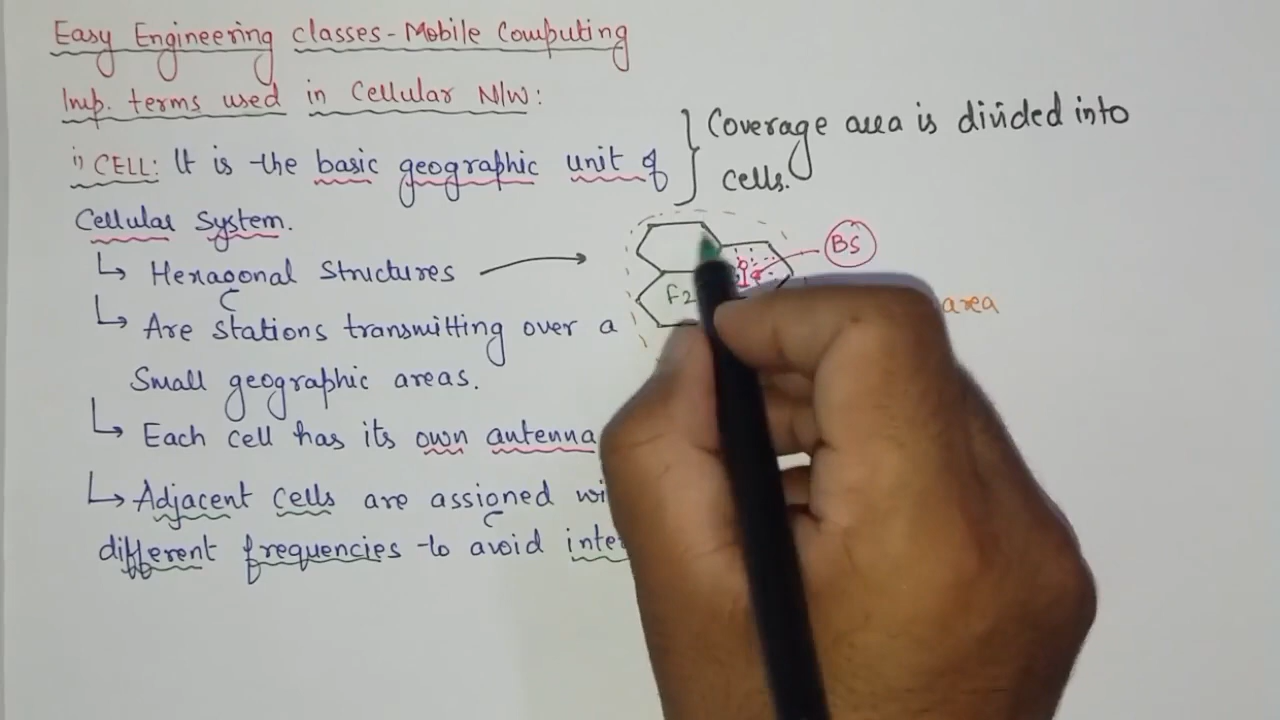 Easy Engineering classes - Mobile Computing
Imp. terms used in Cellular N/W:
i) CELL: It is the basic geographic unit of
Cellular System.
} Coverage area is divided into
cells.
↳ Hexagonal Structures
BS
F2
area
↳ Are stations transmitting over a
Small geographic areas.
↳ Each cell has its own antenna
↳ Adjacent cells are assigned
different frequencies to avoid